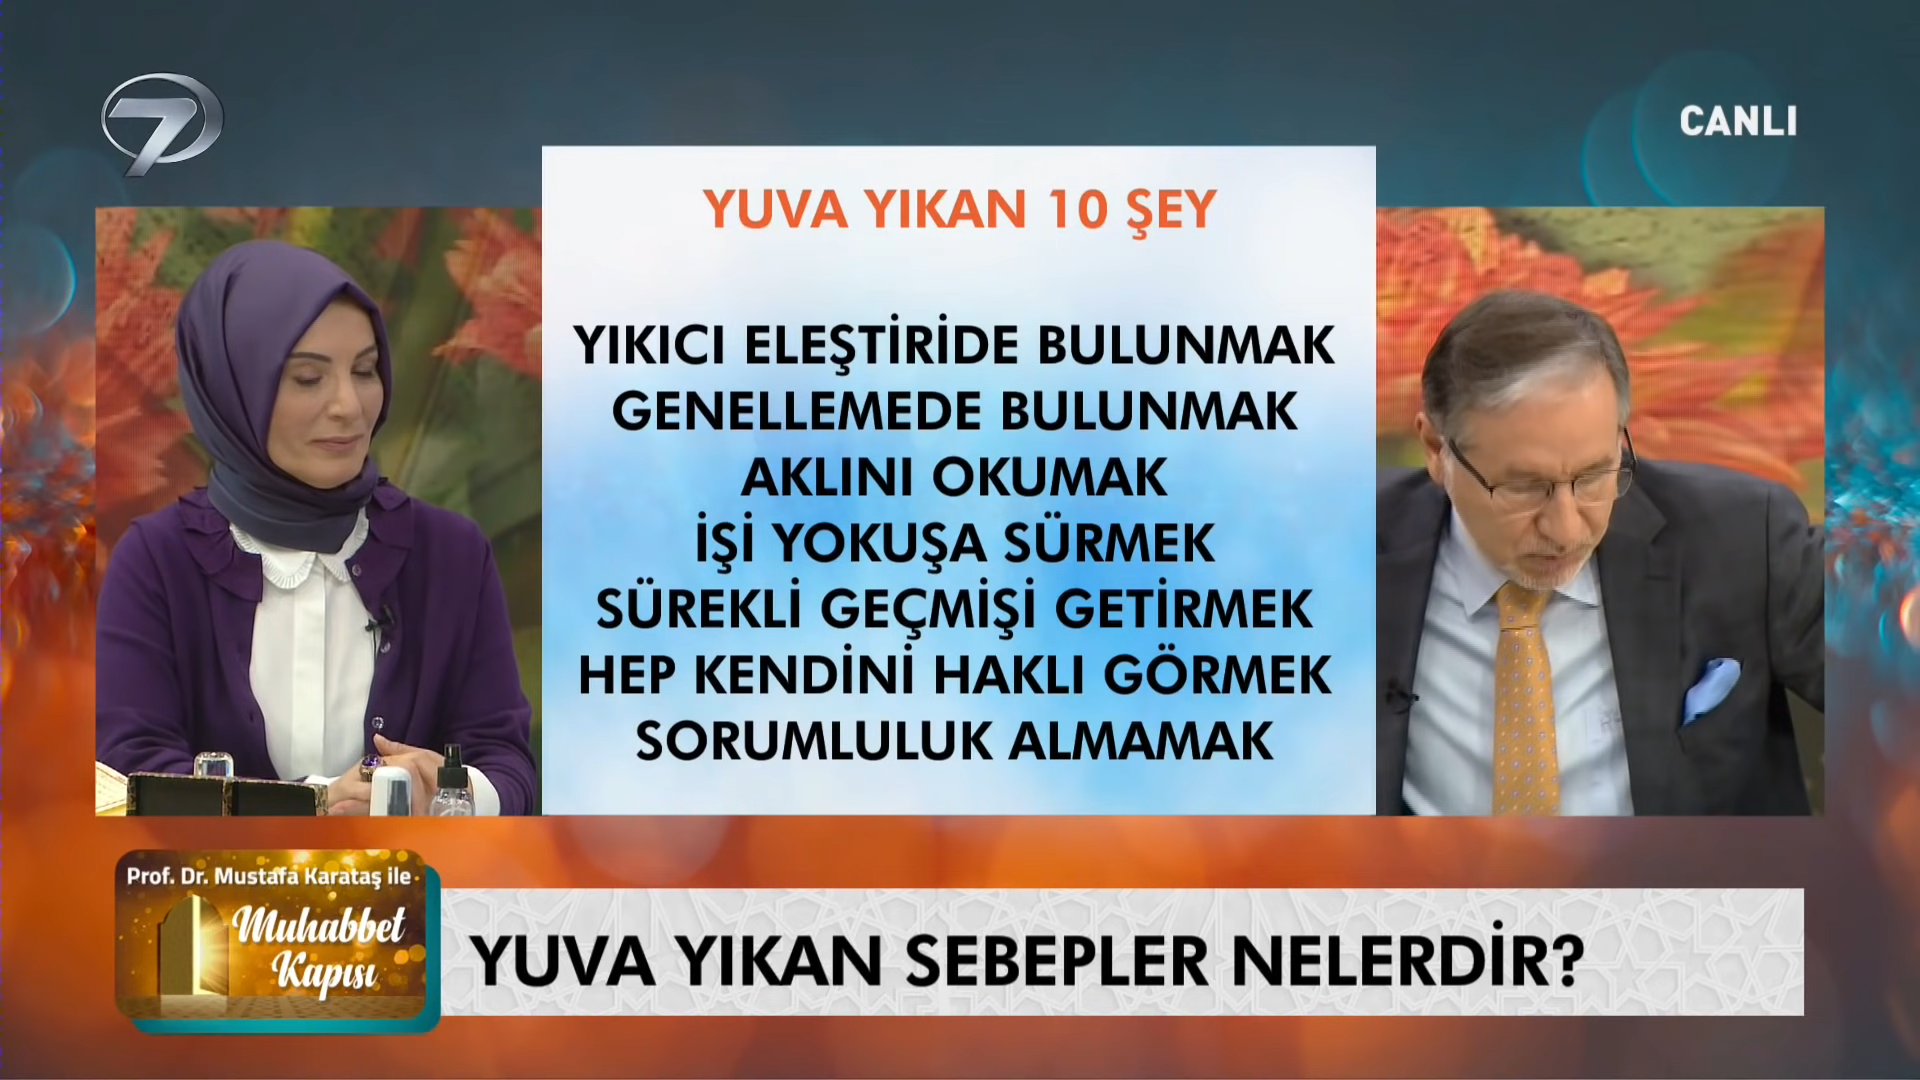 7
CANLI
YUVA YIKAN 10 ŞEY
YIKICI ELEŞTİRİDE BULUNMAK
GENELLEMEDE BULUNMAK
AKLINI OKUMAK
İŞİ YOKUŞA SÜRMEK
SÜREKLİ GEÇMİŞİ GETİRMEK
HEP KENDİNİ HAKLI GÖRMEK
SORUMLULUK ALMAMAK
Prof. Dr. Mustafa Karataş ile
Muhabbet
Kapısı
YUVA YIKAN SEBEPLER NELERDİR?